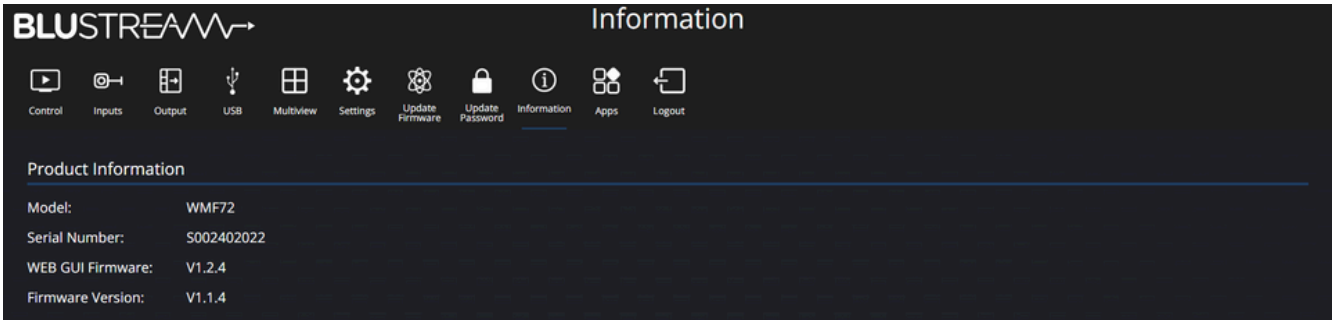 BLUSTREAM
Information
Control Inputs Output USB Multiview Settings Update Firmware Update Password Information Apps Logout
Product Information
Model: WMF72
Serial Number: S002402022
WEB GUI Firmware: V1.2.4
Firmware Version: V1.1.4